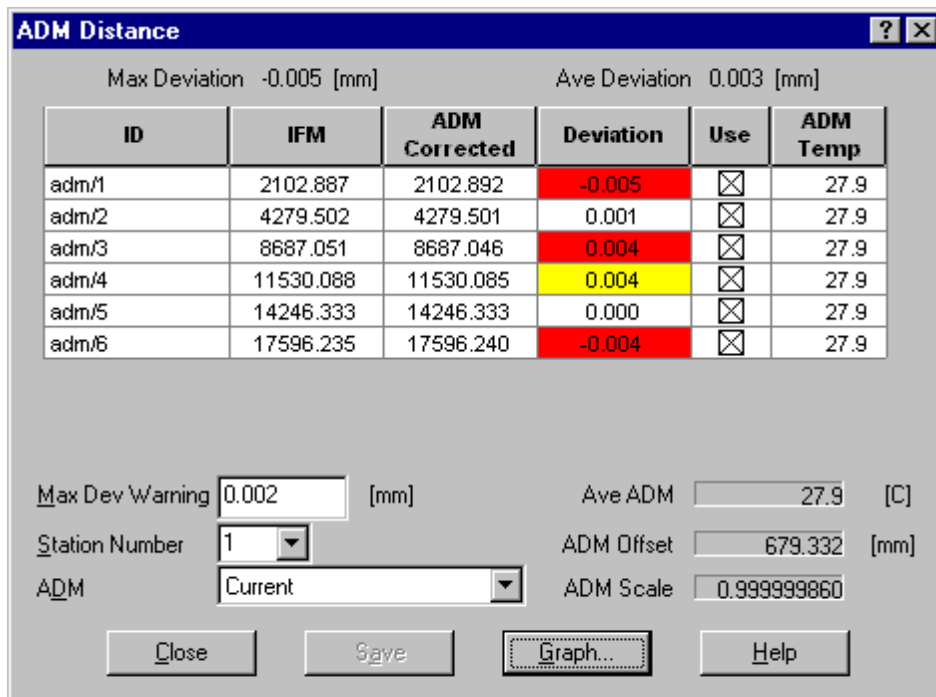 ADM Distance
Max Deviation -0.005 [mm] Ave Deviation 0.003 [mm]
ID IFM ADM Corrected Deviation Use ADM Temp
adm/1 2102.887 2102.892 -0.005 27.9
adm/2 4279.502 4279.501 0.001 27.9
adm/3 8687.051 8687.046 0.004 27.9
adm/4 11530.088 11530.085 0.004 27.9
adm/5 14246.333 14246.333 0.000 27.9
adm/6 17596.235 17596.240 -0.004 27.9
Max Dev Warning 0.002 [mm] Ave ADM 27.9 [C]
Station Number 1 ADM Offset 679.332 [mm]
ADM Current ADM Scale 0.999999860
Close Save Graph... Help